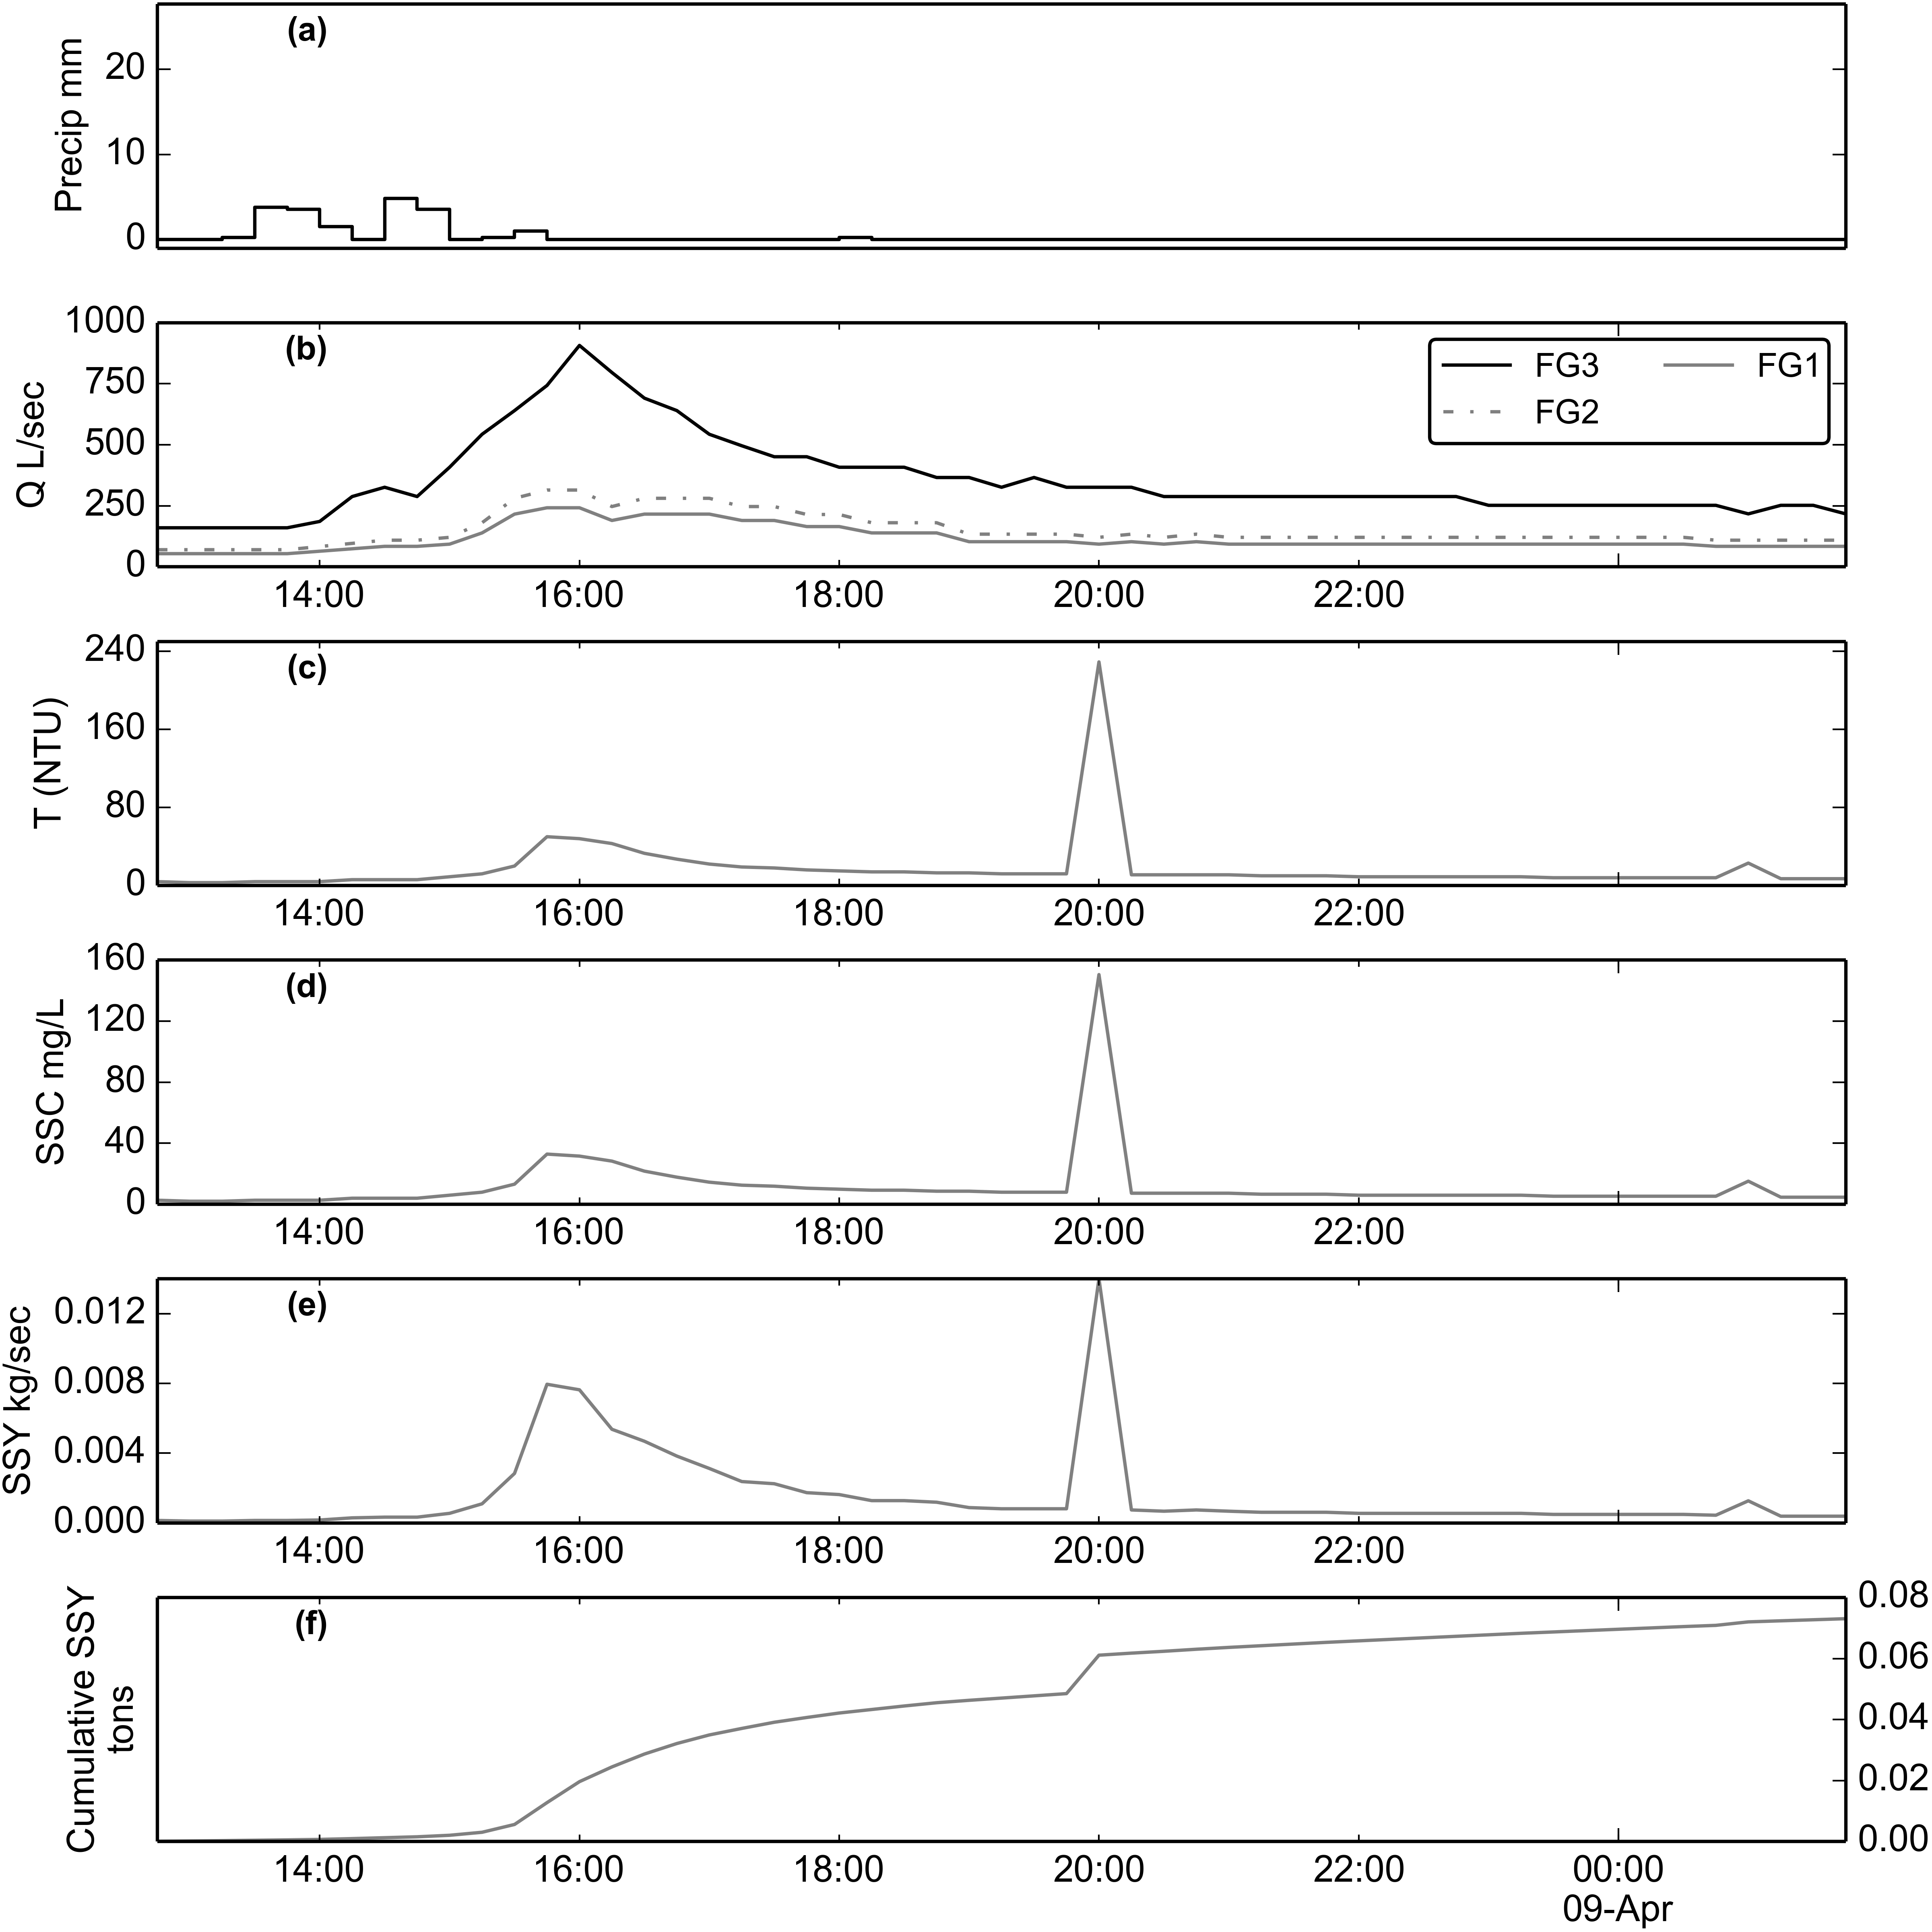 (a)
Precip mm
20
10
0
(b)
Q L/sec
1000
750
500
250
0
FG3
FG1
FG2
14:00 16:00 18:00 20:00 22:00
(c)
T (NTU)
240
160
80
0
14:00 16:00 18:00 20:00 22:00
(d)
SSC mg/L
160
120
80
40
0
14:00 16:00 18:00 20:00 22:00
(e)
SSY kg/sec
0.012
0.008
0.004
0.000
14:00 16:00 18:00 20:00 22:00
(f)
Cumulative SSY
tons
0.08
0.06
0.04
0.02
0.00
14:00 16:00 18:00 20:00 22:00 00:00
09-Apr